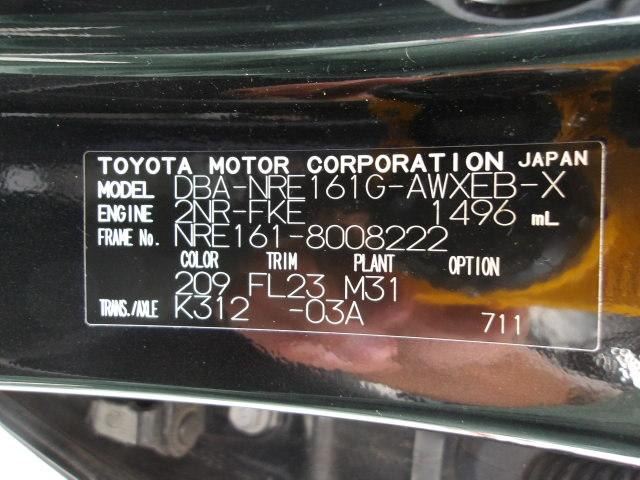 TOYOTA MOTOR CORPORATION JAPAN
MODEL DBA-NRE161G-AWXEB-X
ENGINE 2NR-FKE 1496 mL
FRAME No. NRE161-8008222
COLOR TRIM PLANT OPTION
209 FL23 M31
TRANS./AXLE K312 -03A 711